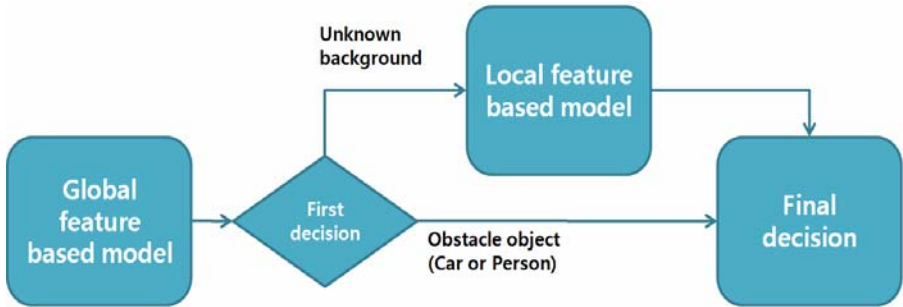 Unknown
background
Local feature
based model
Global
feature
based model
First
decision
Obstacle object
(Car or Person)
Final
decision